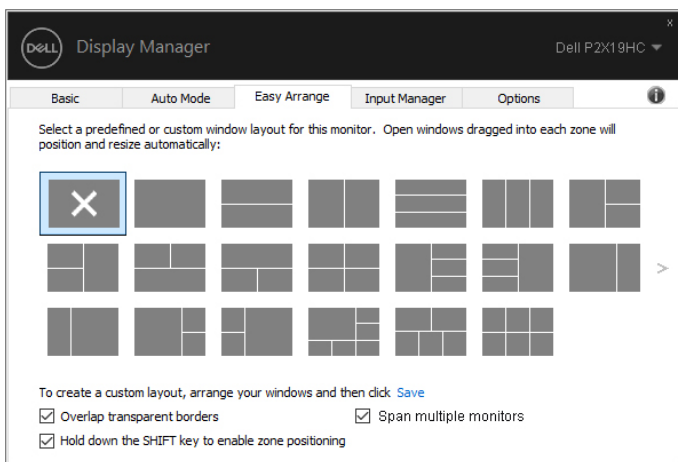 x
DELL Display Manager Dell P2X19HC
Basic Auto Mode Easy Arrange Input Manager Options i
Select a predefined or custom window layout for this monitor. Open windows dragged into each zone will
position and resize automatically:
>
To create a custom layout, arrange your windows and then click Save
Overlap transparent borders Span multiple monitors
Hold down the SHIFT key to enable zone positioning